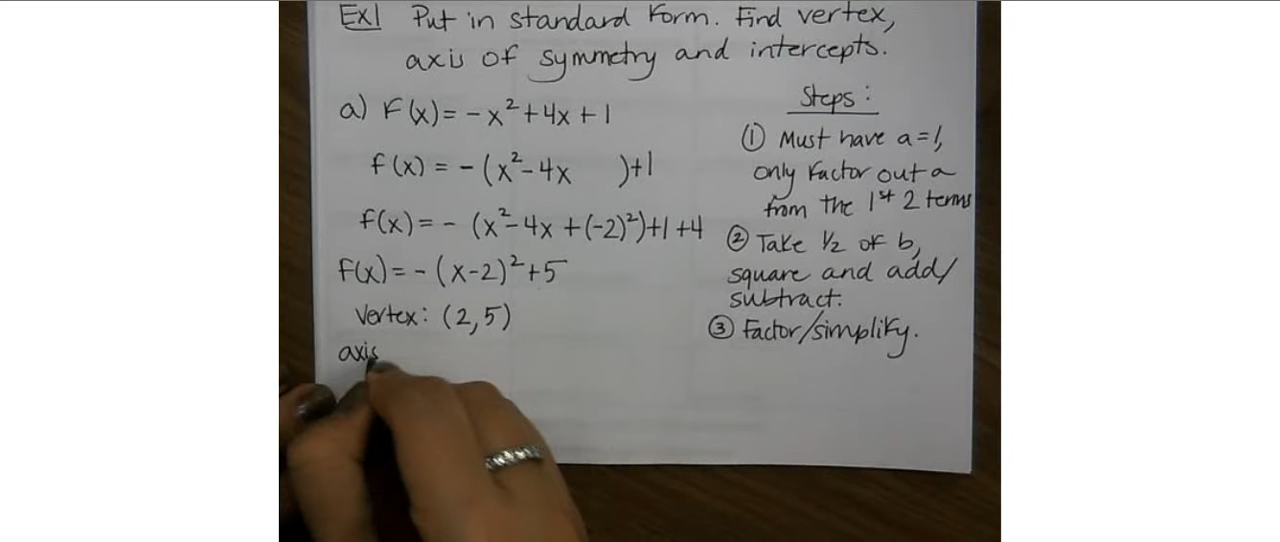 Ex1 Put in standard form. Find vertex,
axis of symmetry and intercepts.
a) f(x) = -x²+4x+1
f(x) = -(x²-4x )+1
f(x) = -(x²-4x+(-2)²)+1+4
f(x) = -(x-2)²+5
Vertex: (2,5)
axis
Steps:
① Must have a=1,
only factor out a
from the 1st 2 terms
② Take ½ of b,
square and add/
subtract.
③ Factor/simplify.